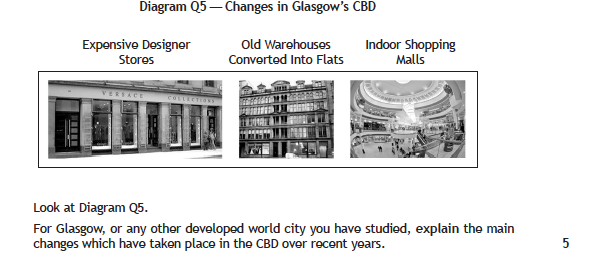 Diagram Q5 — Changes in Glasgow's CBD
Expensive Designer Stores
Old Warehouses Converted Into Flats
Indoor Shopping Malls
VERSACE COLLECTIONS
Look at Diagram Q5.
For Glasgow, or any other developed world city you have studied, explain the main
changes which have taken place in the CBD over recent years. 5